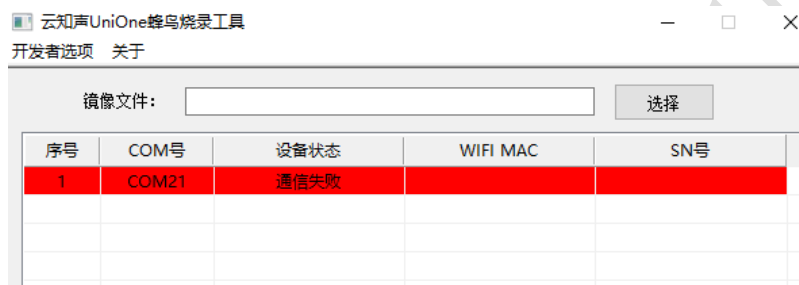 云知声UniOne蜂鸟烧录工具
开发者选项 关于
镜像文件： 选择
序号 COM号 设备状态 WIFI MAC SN号
1 COM21 通信失败